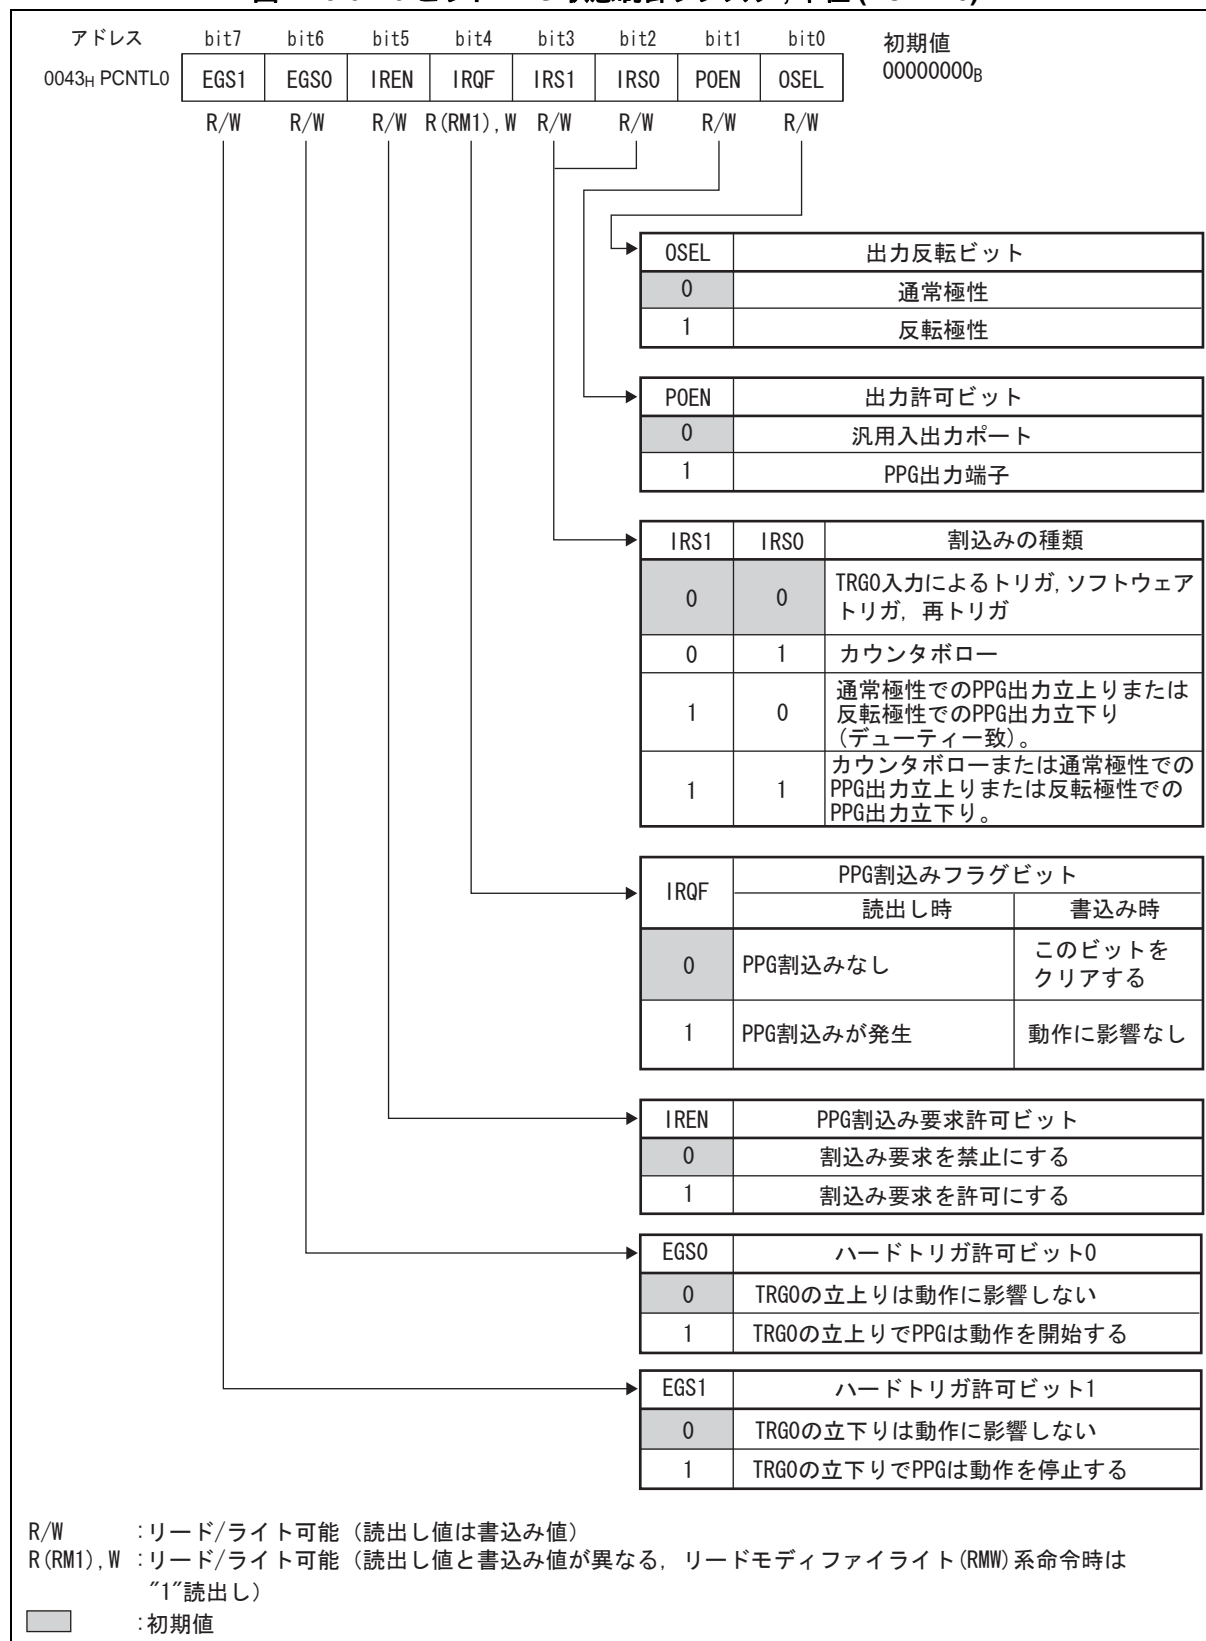 アドレス bit7 bit6 bit5 bit4 bit3 bit2 bit1 bit0 初期値
0043H PCNTL0 EGS1 EGS0 IREN IRQF IRS1 IRS0 POEN OSEL 00000000B
R/W R/W R/W R(RM1),W R/W R/W R/W R/W
OSEL 出力反転ビット
0 通常極性
1 反転極性
POEN 出力許可ビット
0 汎用入出力ポート
1 PPG出力端子
IRS1 IRS0 割込みの種類
0 0 TRG0入力によるトリガ,ソフトウェア
トリガ, 再トリガ
0 1 カウンタボロー
1 0 通常極性でのPPG出力立上りまたは
反転極性でのPPG出力立下り
(デューティ一致)。
1 1 カウンタボローまたは通常極性での
PPG出力立上りまたは反転極性での
PPG出力立下り。
IRQF PPG割込みフラグビット
読出し時 書込み時
0 PPG割込みなし このビットを
クリアする
1 PPG割込みが発生 動作に影響なし
IREN PPG割込み要求許可ビット
0 割込み要求を禁止にする
1 割込み要求を許可にする
EGS0 ハードトリガ許可ビット0
0 TRG0の立上りは動作に影響しない
1 TRG0の立上りでPPGは動作を開始する
EGS1 ハードトリガ許可ビット1
0 TRG0の立下りは動作に影響しない
1 TRG0の立下りでPPGは動作を停止する
R/W :リード/ライト可能(読出し値は書込み値)
R(RM1),W :リード/ライト可能(読出し値と書込み値が異なる, リードモディファイライト(RMW)系命令時は
"1"読出し)
:初期値